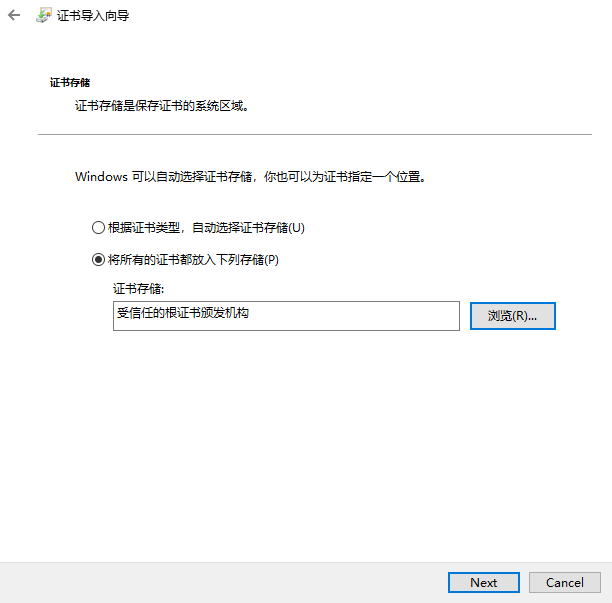 证书导入向导
证书存储
证书存储是保存证书的系统区域。
Windows 可以自动选择证书存储，你也可以为证书指定一个位置。
根据证书类型，自动选择证书存储(U)
将所有的证书都放入下列存储(P)
证书存储:
受信任的根证书颁发机构
浏览(R)...
Next
Cancel